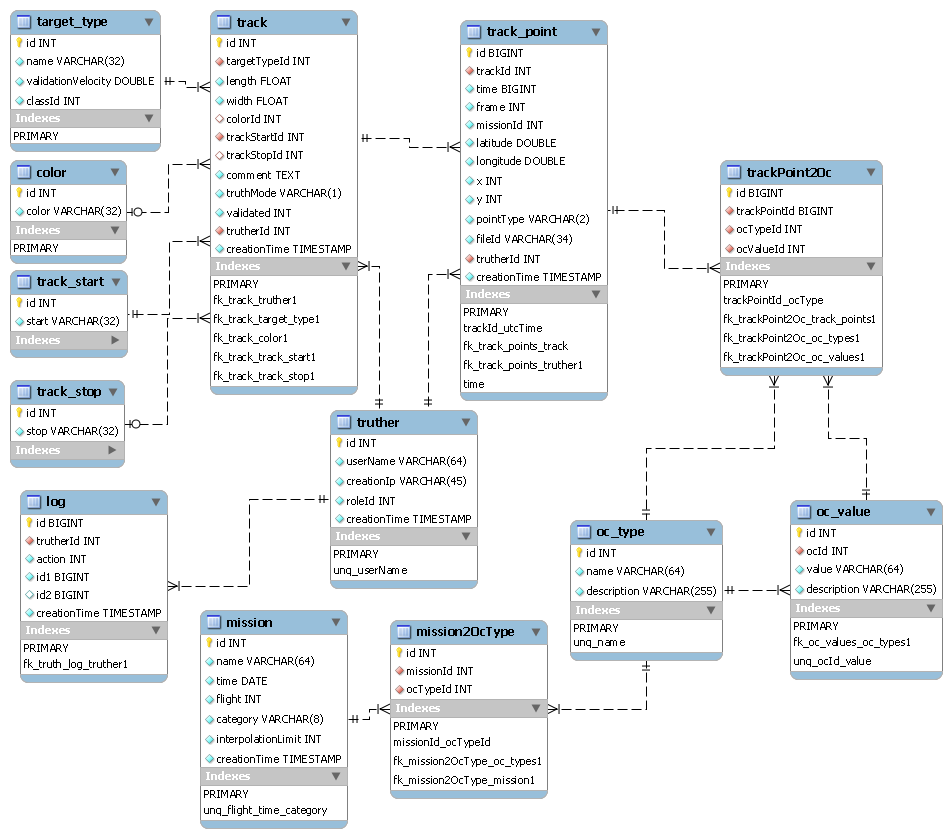 target_type
id INT
name VARCHAR(32)
validationVelocity DOUBLE
classId INT
Indexes
PRIMARY
color
id INT
color VARCHAR(32)
Indexes
PRIMARY
track_start
id INT
start VARCHAR(32)
Indexes
track_stop
id INT
stop VARCHAR(32)
Indexes
track
id INT
targetTypeId INT
length FLOAT
width FLOAT
colorId INT
trackStartId INT
trackStopId INT
comment TEXT
truthMode VARCHAR(1)
validated INT
trutherId INT
creationTime TIMESTAMP
Indexes
PRIMARY
fk_track_truther1
fk_track_target_type1
fk_track_color1
fk_track_track_start1
fk_track_track_stop1
track_point
id BIGINT
trackId INT
time BIGINT
frame INT
missionId INT
latitude DOUBLE
longitude DOUBLE
x INT
y INT
pointType VARCHAR(2)
fileId VARCHAR(34)
trutherId INT
creationTime TIMESTAMP
Indexes
PRIMARY
trackId_utcTime
fk_track_points_track
fk_track_points_truther1
time
trackPoint2Oc
id BIGINT
trackPointId BIGINT
ocTypeId INT
ocValueId INT
Indexes
PRIMARY
trackPointId_ocType
fk_trackPoint2Oc_track_points1
fk_trackPoint2Oc_oc_types1
fk_trackPoint2Oc_oc_values1
truther
id INT
userName VARCHAR(64)
creationIp VARCHAR(45)
roleId INT
creationTime TIMESTAMP
Indexes
PRIMARY
unq_userName
log
id BIGINT
trutherId INT
action INT
id1 BIGINT
id2 BIGINT
creationTime TIMESTAMP
Indexes
PRIMARY
fk_truth_log_truther1
mission
id INT
name VARCHAR(64)
time DATE
flight INT
category VARCHAR(8)
interpolationLimit INT
creationTime TIMESTAMP
Indexes
PRIMARY
unq_flight_time_category
mission2OcType
id INT
missionId INT
ocTypeId INT
Indexes
PRIMARY
missionId_ocTypeId
fk_mission2OcType_oc_types1
fk_mission2OcType_mission1
oc_type
id INT
name VARCHAR(64)
description VARCHAR(255)
Indexes
PRIMARY
unq_name
oc_value
id INT
ocId INT
value VARCHAR(64)
description VARCHAR(255)
Indexes
PRIMARY
fk_oc_values_oc_types1
unq_ocId_value